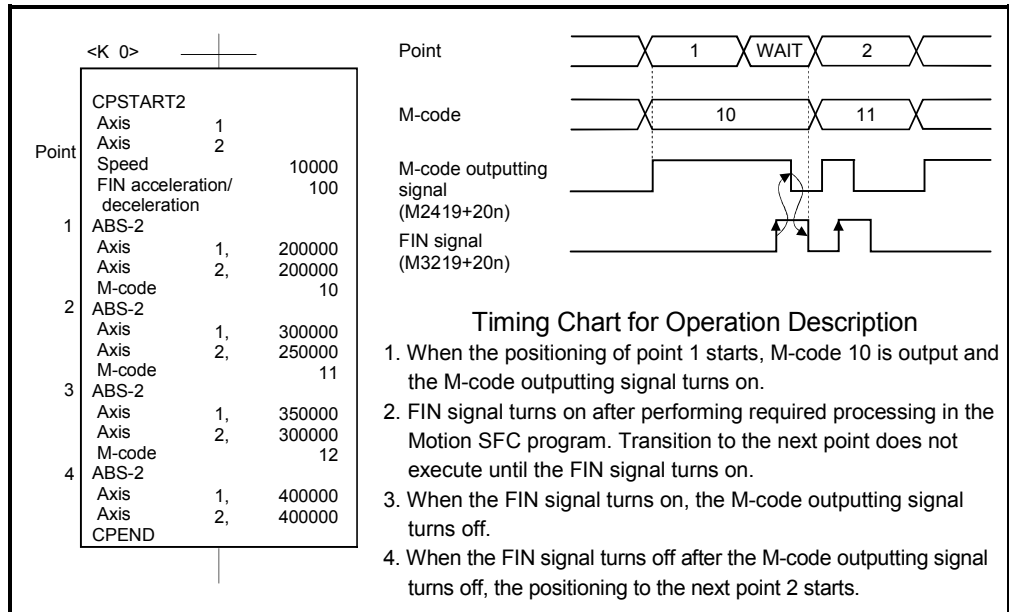 <K 0>
Point
CPSTART2
Axis 1
Axis 2
Speed 10000
FIN acceleration/ 100
deceleration
1 ABS-2
Axis 1, 200000
Axis 2, 200000
M-code 10
2 ABS-2
Axis 1, 300000
Axis 2, 250000
M-code 11
3 ABS-2
Axis 1, 350000
Axis 2, 300000
M-code 12
4 ABS-2
Axis 1, 400000
Axis 2, 400000
CPEND
Point 1 WAIT 2
M-code 10 11
M-code outputting
signal
(M2419+20n)
FIN signal
(M3219+20n)
Timing Chart for Operation Description
1. When the positioning of point 1 starts, M-code 10 is output and
the M-code outputting signal turns on.
2. FIN signal turns on after performing required processing in the
Motion SFC program. Transition to the next point does not
execute until the FIN signal turns on.
3. When the FIN signal turns on, the M-code outputting signal
turns off.
4. When the FIN signal turns off after the M-code outputting signal
turns off, the positioning to the next point 2 starts.